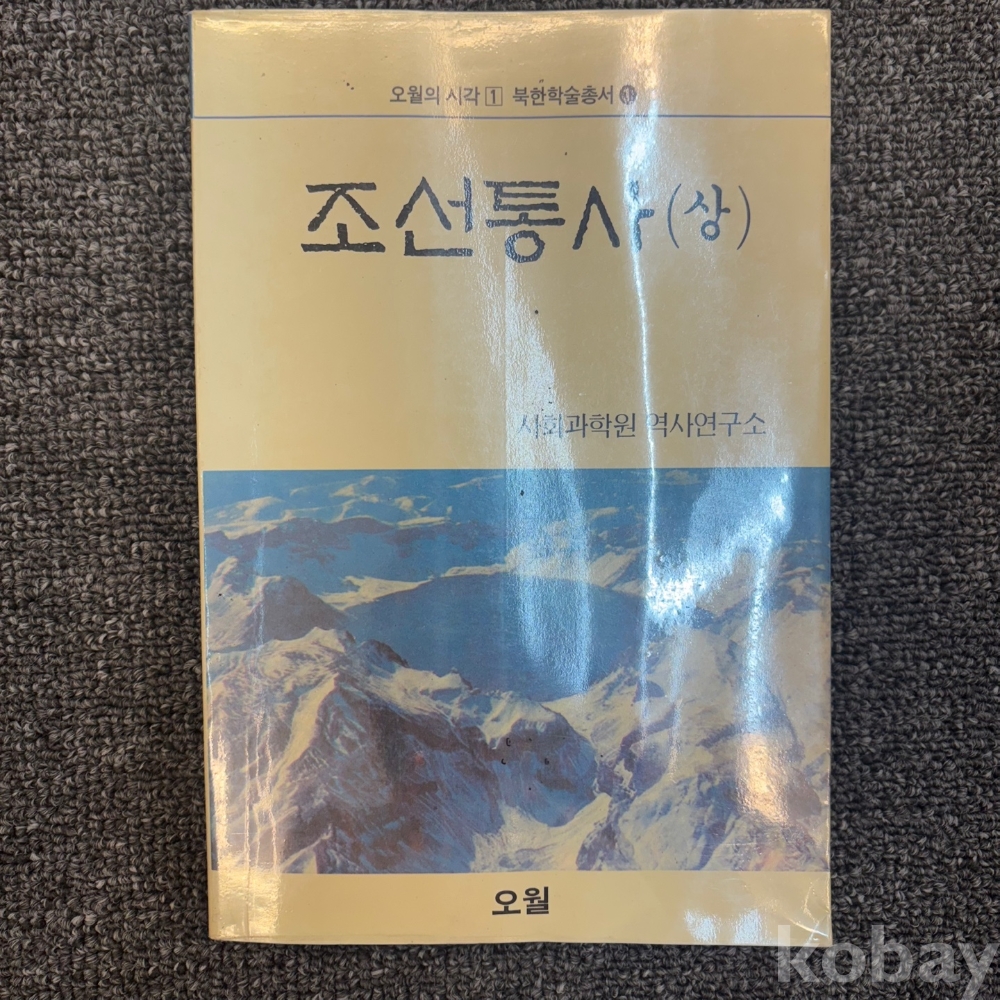 오월의 시각 1 북한학술총서 1
조선통사(상)
사회과학원 역사연구소
오월
kobay